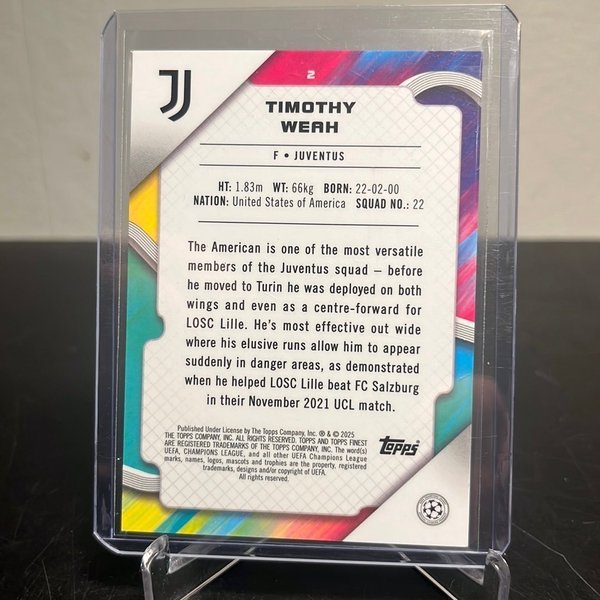 2
TIMOTHY
WEAH
F • JUVENTUS
HT: 1.83m WT: 66kg BORN: 22-02-00
NATION: United States of America SQUAD NO.: 22
The American is one of the most versatile
members of the Juventus squad – before
he moved to Turin he was deployed on both
wings and even as a centre-forward for
LOSC Lille. He's most effective out wide
where his elusive runs allow him to appear
suddenly in danger areas, as demonstrated
when he helped LOSC Lille beat FC Salzburg
in their November 2021 UCL match.
Published Under License by The Topps Company, Inc. ® & © 2025
THE TOPPS COMPANY, INC. ALL RIGHTS RESERVED. TOPPS AND TOPPS FINEST
ARE REGISTERED TRADEMARKS OF THE TOPPS COMPANY, INC. The word(s)
UEFA, CHAMPIONS LEAGUE, and all other UEFA Champions League
marks, names, logos, mascots and trophies are the property, registered
trademarks, designs and/or copyright of UEFA.
All rights reserved.
Topps